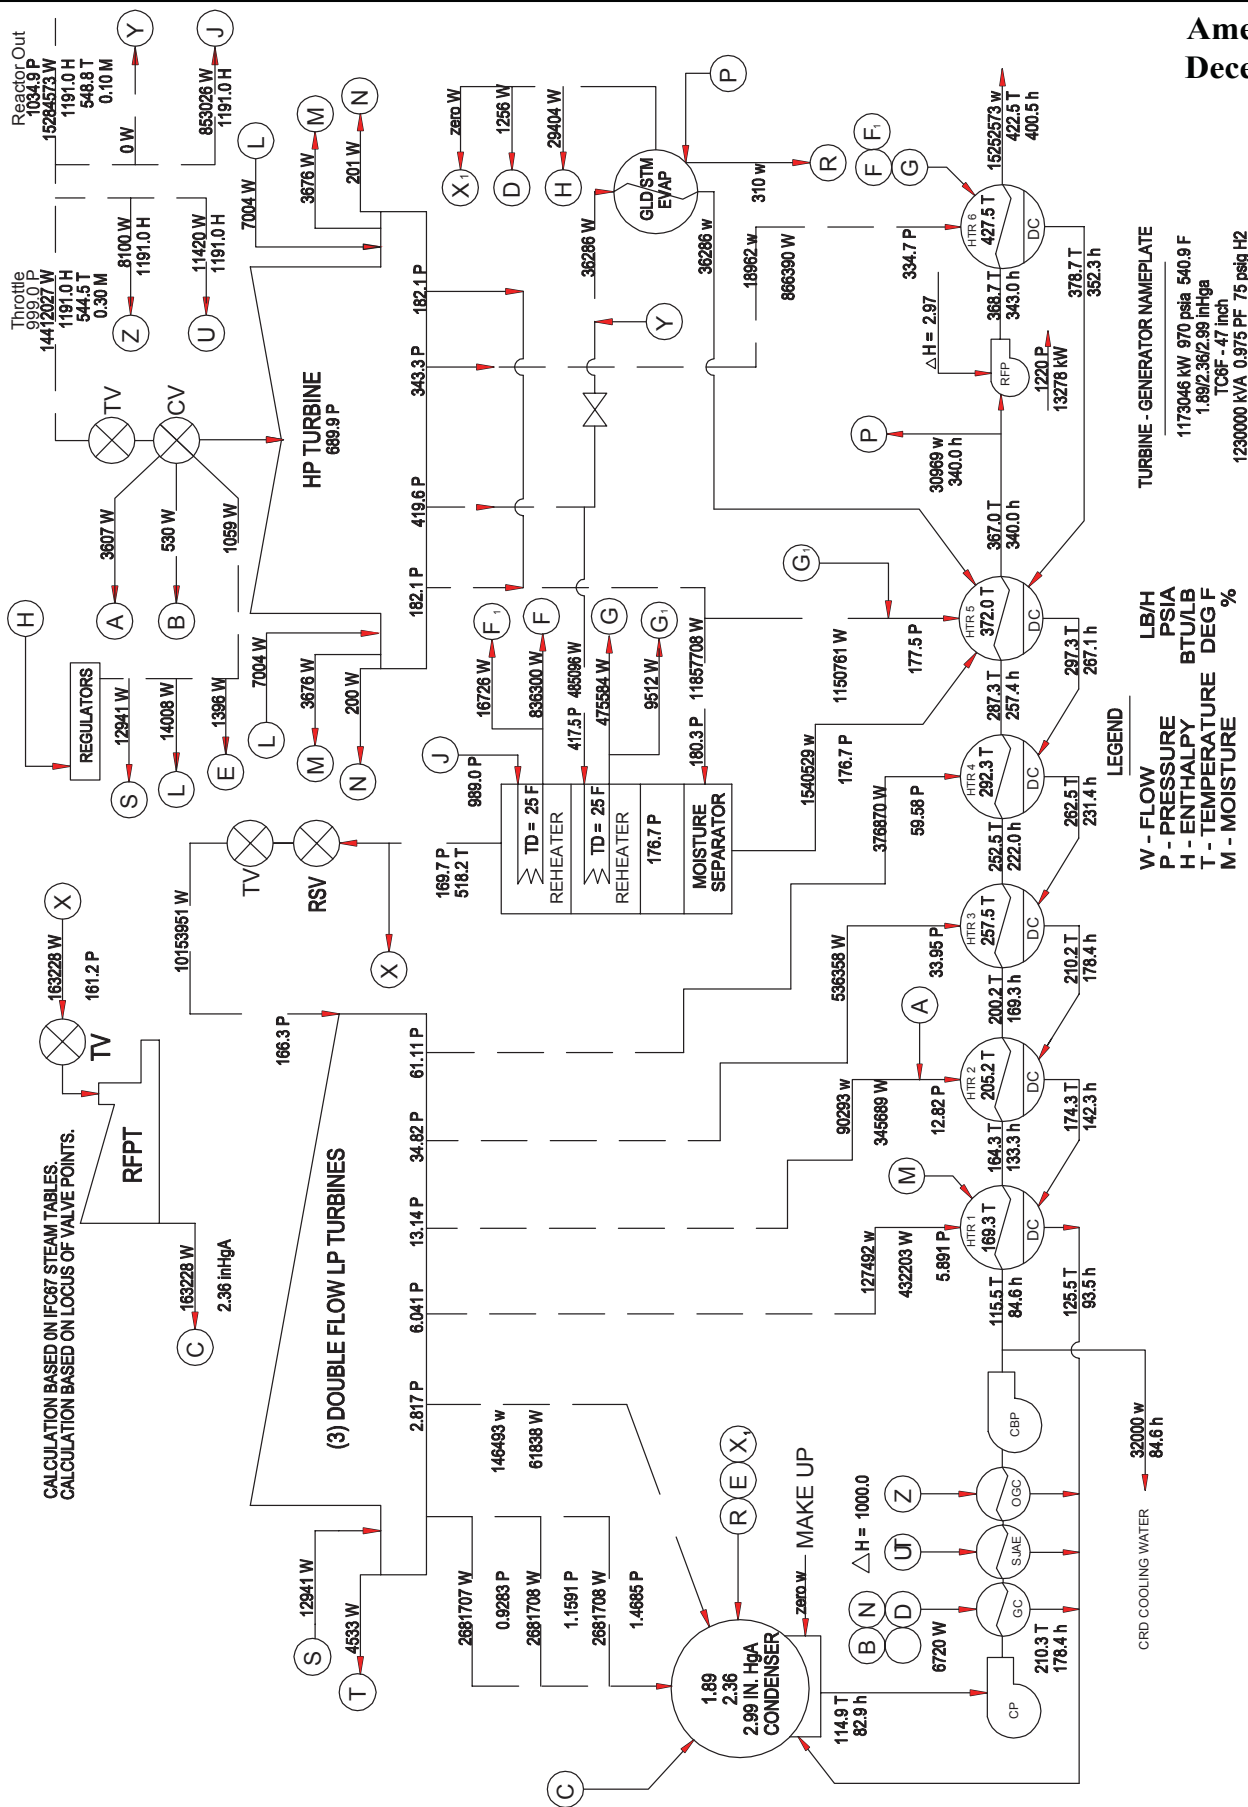 Ame
Dece
CALCULATION BASED 0N IFC67 STEAM TABLES.
CALCULATION BASED ON LOCUS OF VALVE POINTS.
Reactor Out
1034.9 P
15284573 W
1191.0 H
548.8 T
0.10 M
Y
0 W
J
853026 W
1191.0 H
Throttle
999.0 P
14412027 W
1191.0 H
544.5 T
0.30 M
Z
8100 W
1191.0 H
U
11420 W
1191.0 H
TV
CV
A
3607 W
B
530 W
1059 W
H
REGULATORS
S
12941 W
L
14008 W
E
1396 W
HP TURBINE
689.9 P
L
7004 W
M
3676 W
N
201 W
L
7004 W
M
3676 W
N
200 W
182.1 P
343.3 P
419.6 P
182.1 P
X1
zero W
D
1256 W
H
29404 W
GLD/STM
EVAP
P
R
310 w
36286 W
36286 w
Y
18962 w
866390 W
334.7 P
F
F1
G
15252573 w
422.5 T
400.5 h
HTR 6
427.5 T
DC
368.7 T
343.0 h
378.7 T
352.3 h
△H = 2.97
RFP
1220 P
13278 kW
P
30969 w
340.0 h
367.0 T
340.0 h
TURBINE - GENERATOR NAMEPLATE
1173046 kW 970 psia 540.9 F
1.89/2.36/2.99 inHga
TC6F - 47 inch
1230000 kVA 0.975 PF 75 psig H2
F1
16726 W
F
836300 W
G
475584 W
G1
9512 W
417.5 P
485096 W
11857708 W
180.3 P
J
989.0 P
TD = 25 F
REHEATER
TD = 25 F
REHEATER
176.7 P
MOISTURE
SEPARATOR
169.7 P
518.2 T
G1
1150761 W
177.5 P
1540529 w
176.7 P
HTR 5
372.0 T
DC
287.3 T
257.4 h
297.3 T
267.1 h
376870 W
59.58 P
HTR 4
292.3 T
DC
252.5 T
222.0 h
262.5 T
231.4 h
536358 W
33.95 P
HTR 3
257.5 T
DC
200.2 T
169.3 h
210.2 T
178.4 h
A
90293 w
345689 W
12.82 P
HTR 2
205.2 T
DC
164.3 T
133.3 h
174.3 T
142.3 h
M
127492 w
432203 W
5.891 P
HTR 1
169.3 T
DC
115.5 T
84.6 h
125.5 T
93.5 h
LEGEND
W - FLOW LB/H
P - PRESSURE PSIA
H - ENTHALPY BTU/LB
T - TEMPERATURE DEG F
M - MOISTURE %
X
163228 W
161.2 P
TV
RFPT
C
163228 W
2.36 inHgA
10153951 W
TV
RSV
X
166.3 P
(3) DOUBLE FLOW LP TURBINES
61.11 P
34.82 P
13.14 P
6.041 P
2.817 P
146493 w
61838 W
S
12941 W
T
4533 W
2681707 W
0.9283 P
2681708 W
1.1591 P
2681708 W
1.4685 P
R
E
X1
C
1.89
2.36
2.99 IN. HgA
CONDENSER
zero w
MAKE UP
114.9 T
82.9 h
CP
B
N
D
6720 W
△H = 1000.0
UT
Z
GC
SJAE
OGC
CBP
210.3 T
178.4 h
32000 w
84.6 h
CRD COOLING WATER